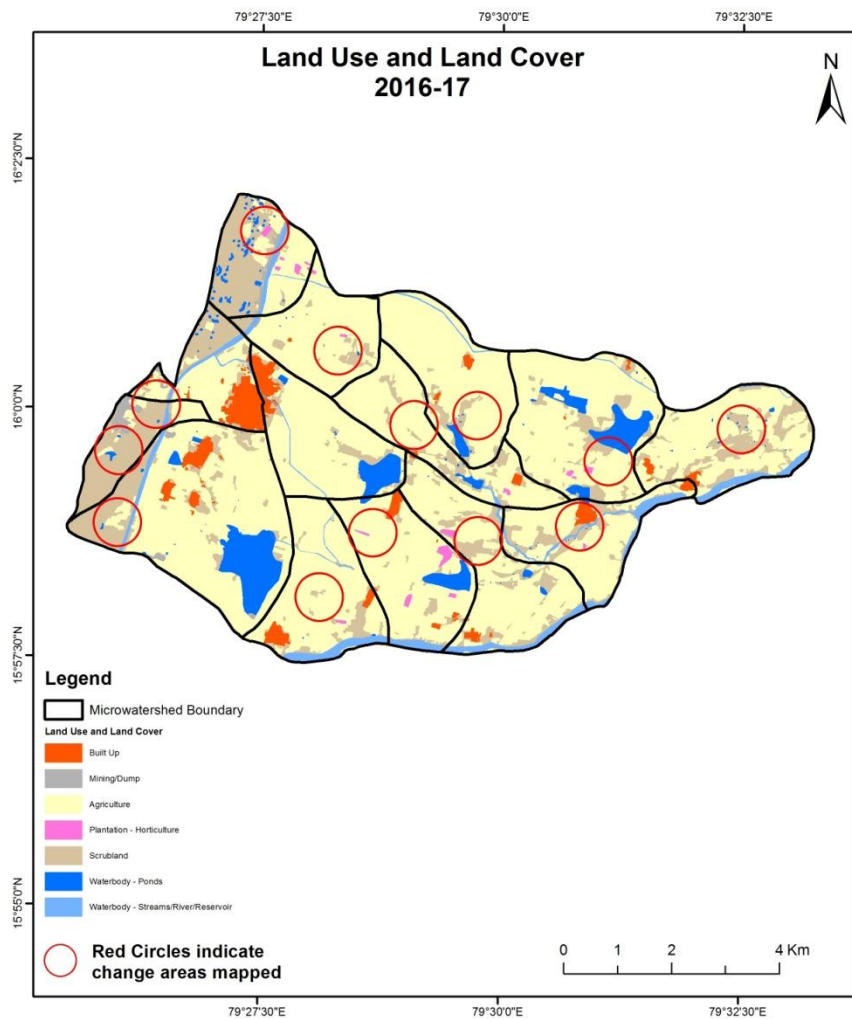 79°27'30"E 79°30'0"E 79°32'30"E
Land Use and Land Cover
2016-17
N
16°2'30"N
16°0'0"N
15°57'30"N
15°55'0"N
Legend
Microwatershed Boundary
Land Use and Land Cover
Built Up
Mining/Dump
Agriculture
Plantation - Horticulture
Scrubland
Waterbody - Ponds
Waterbody - Streams/River/Reservoir
Red Circles indicate
change areas mapped
0 1 2 4 Km
79°27'30"E 79°30'0"E 79°32'30"E